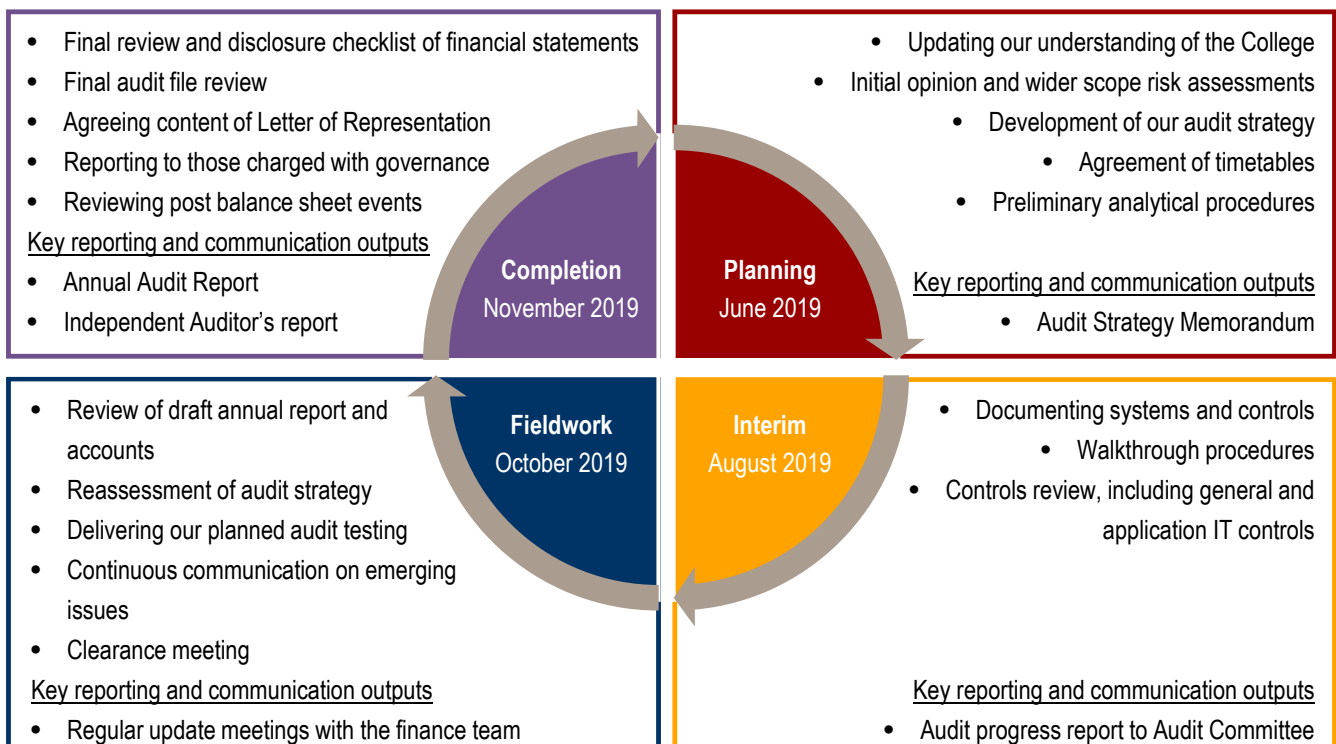 • Final review and disclosure checklist of financial statements
• Final audit file review
• Agreeing content of Letter of Representation
• Reporting to those charged with governance
• Reviewing post balance sheet events
Key reporting and communication outputs
• Annual Audit Report
• Independent Auditor’s report
Completion
November 2019
• Updating our understanding of the College
• Initial opinion and wider scope risk assessments
• Development of our audit strategy
• Agreement of timetables
• Preliminary analytical procedures
Key reporting and communication outputs
• Audit Strategy Memorandum
Planning
June 2019
• Review of draft annual report and
accounts
• Reassessment of audit strategy
• Delivering our planned audit testing
• Continuous communication on emerging
issues
• Clearance meeting
Key reporting and communication outputs
• Regular update meetings with the finance team
Fieldwork
October 2019
Interim
August 2019
• Documenting systems and controls
• Walkthrough procedures
• Controls review, including general and
application IT controls
Key reporting and communication outputs
• Audit progress report to Audit Committee